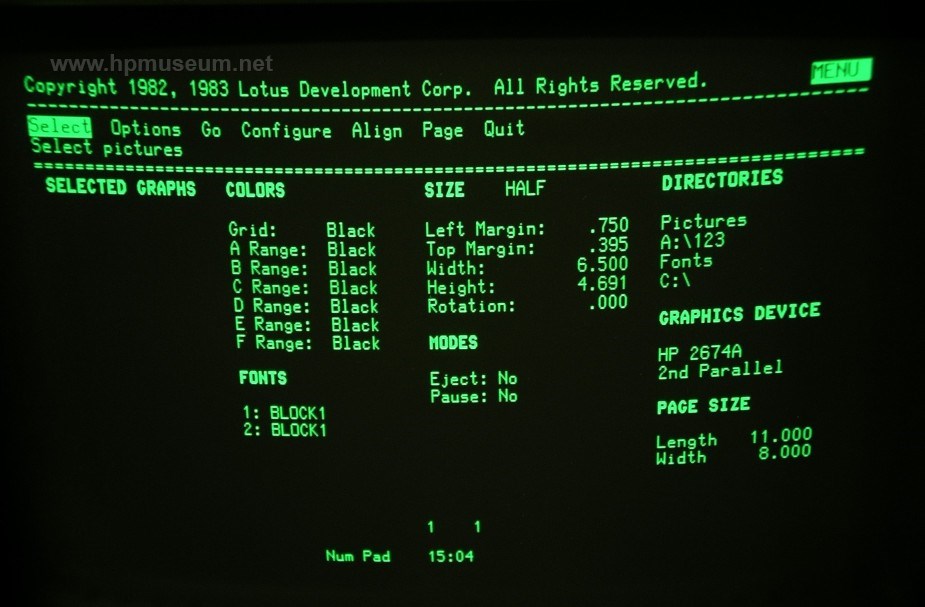 www.hpmuseum.net
Copyright 1982, 1983 Lotus Development Corp.  All Rights Reserved.  MENU
Select  Options  Go  Configure  Align  Page  Quit
Select pictures
SELECTED GRAPHS
COLORS
Grid: Black
A Range: Black
B Range: Black
C Range: Black
D Range: Black
E Range: Black
F Range: Black
FONTS
1: BLOCK1
2: BLOCK1
SIZE HALF
Left Margin: .750
Top Margin: .395
Width: 6.500
Height: 4.691
Rotation: .000
MODES
Eject: No
Pause: No
DIRECTORIES
Pictures
A:\123
Fonts
C:\
GRAPHICS DEVICE
HP 2674A
2nd Parallel
PAGE SIZE
Length 11.000
Width 8.000
1 1
Num Pad 15:04